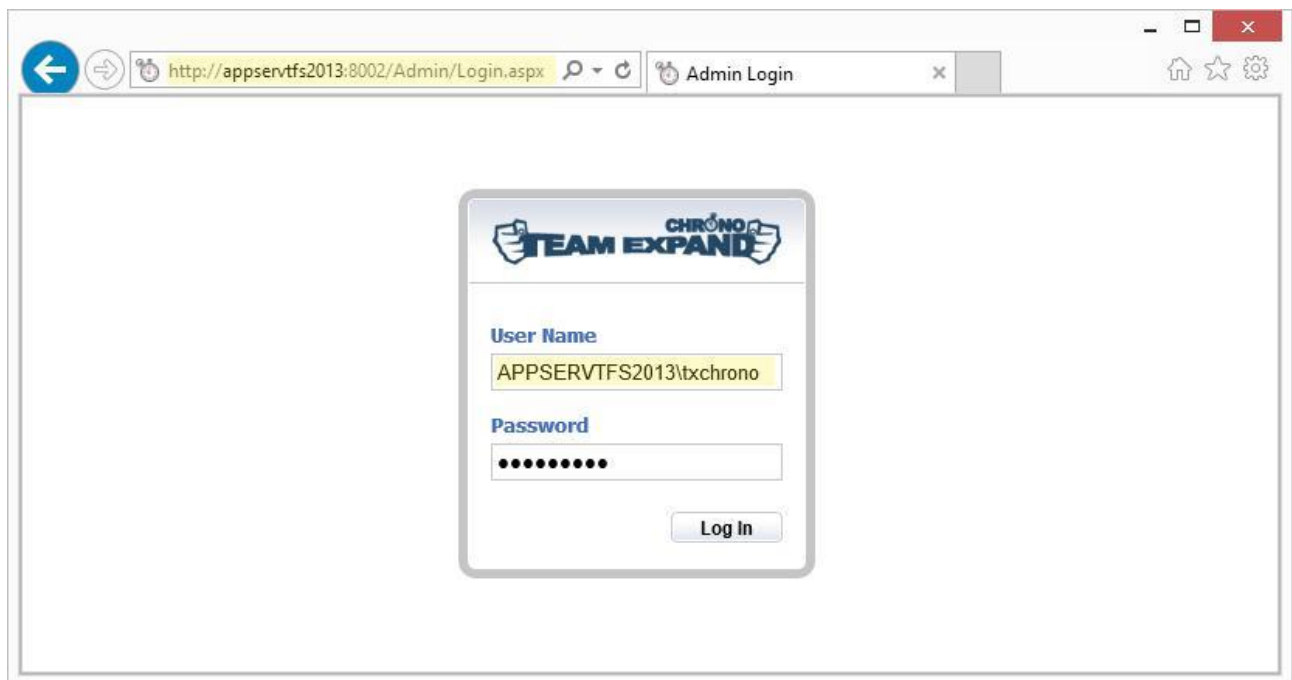 http://appservtfs2013:8002/Admin/Login.aspx
Admin Login
CHRONO
TEAM EXPAND
User Name
APPSERVTFS2013\txchrono
Password
•••••••••
Log In